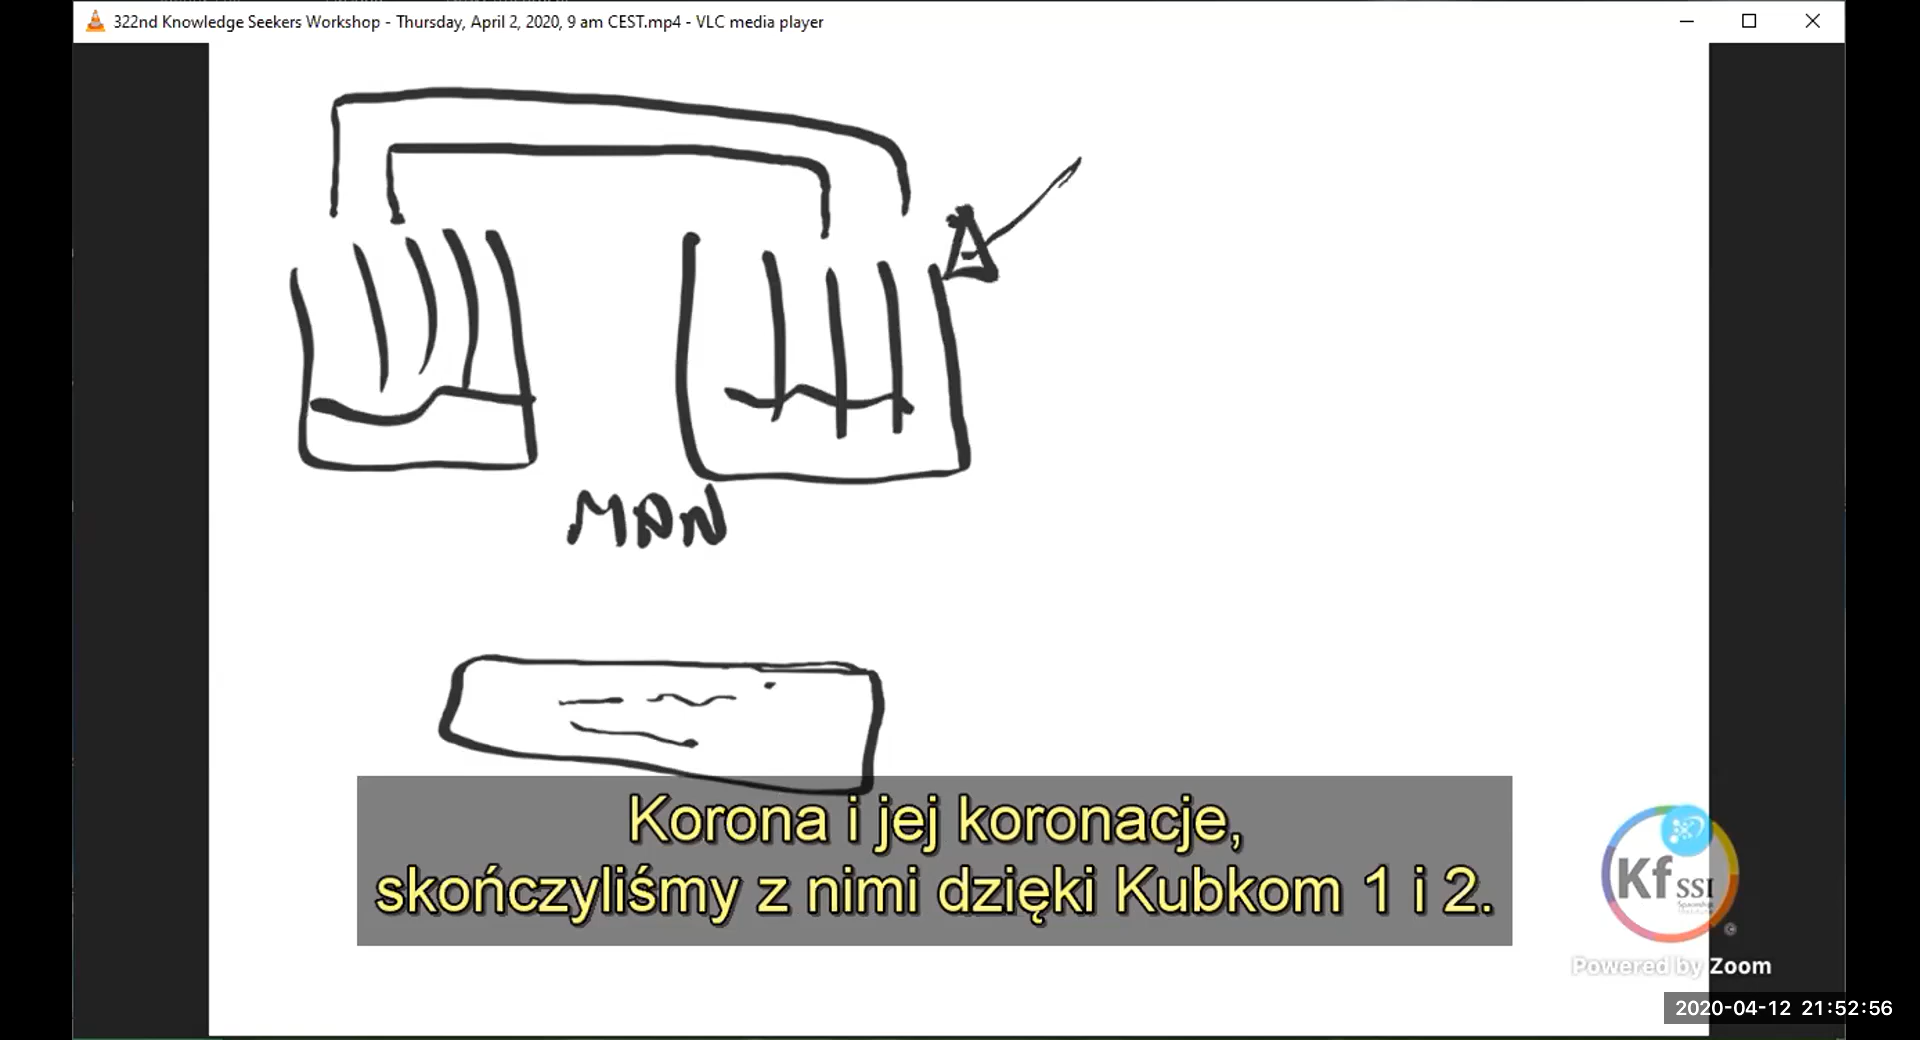 322nd Knowledge Seekers Workshop - Thursday, April 2, 2020, 9 am CEST.mp4 - VLC media player
MAN
Korona i jej koronacje,
skończyliśmy z nimi dzięki Kubkom 1 i 2.
Kf SSI
Spaceship
Powered by Zoom
2020-04-12 21:52:56